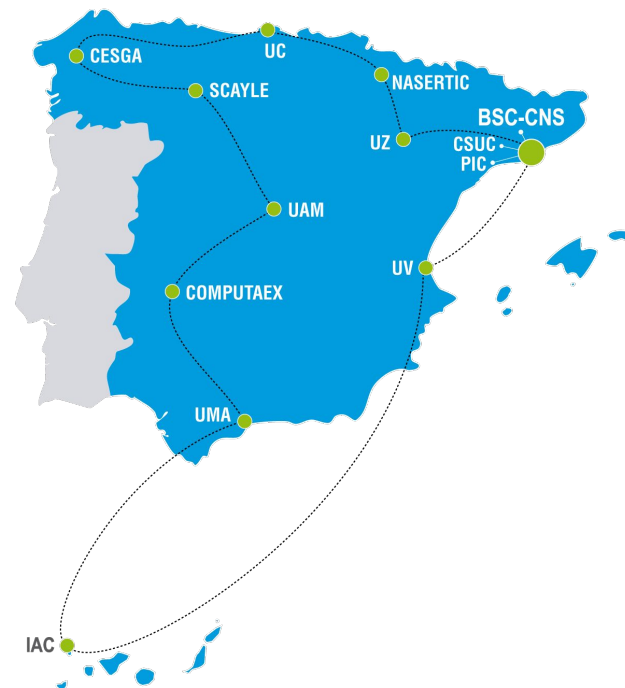 UC
CESGA
NASERTIC
SCAYLE
BSC-CNS
UZ
CSUC
PIC
UAM
UV
COMPUTAEX
UMA
IAC